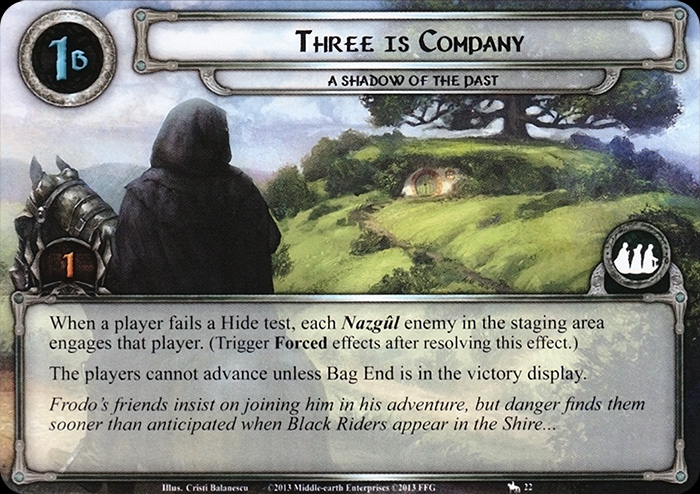 1B
THREE IS COMPANY
A SHADOW OF THE PAST
1
When a player fails a Hide test, each Nazgûl enemy in the staging area
engages that player. (Trigger Forced effects after resolving this effect.)
The players cannot advance unless Bag End is in the victory display.
Frodo's friends insist on joining him in his adventure, but danger finds them
sooner than anticipated when Black Riders appear in the Shire...
Illus. Cristi Balanescu ©2013 Middle-earth Enterprises ©2013 FFG 22